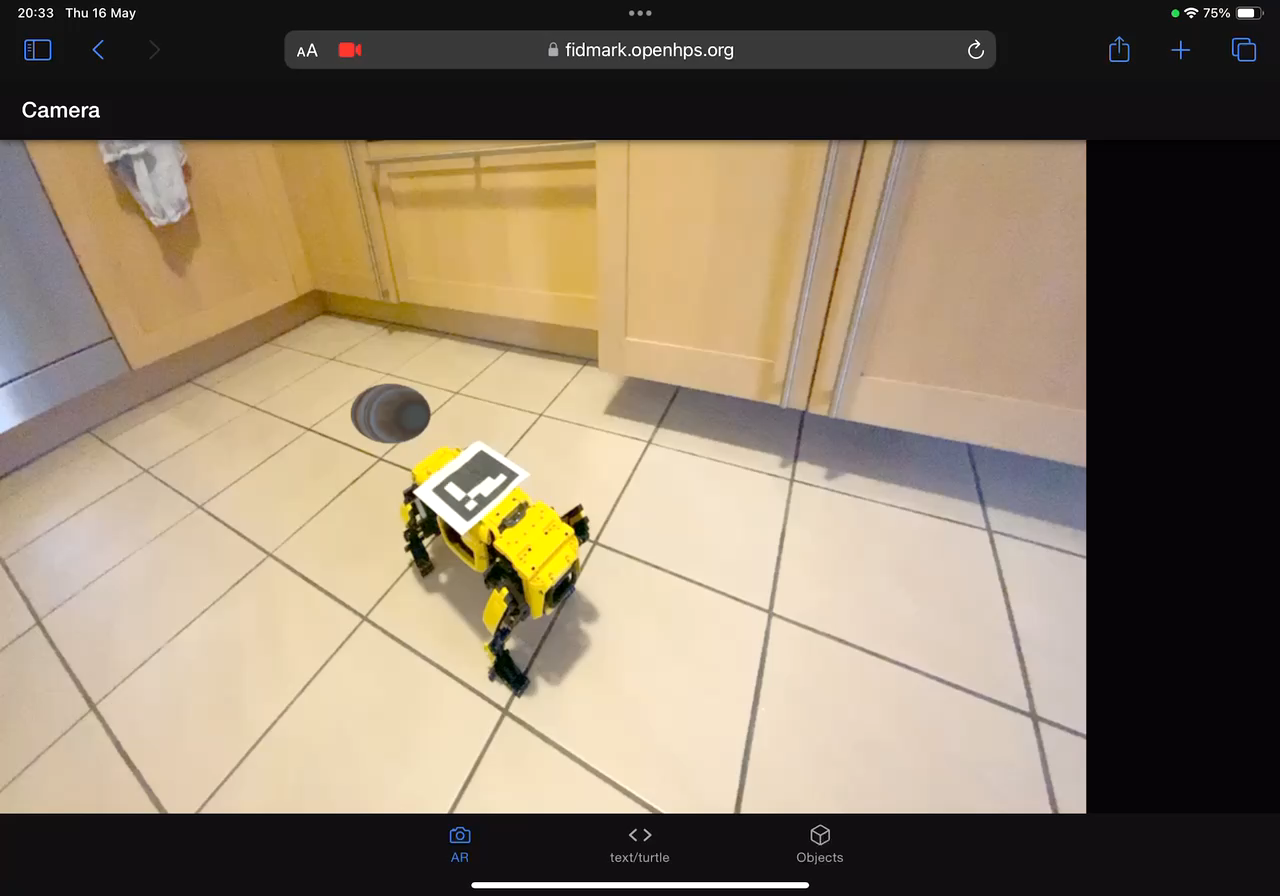 20:33 Thu 16 May
75%
AA
fidmark.openhps.org
Camera
AR
text/turtle
Objects